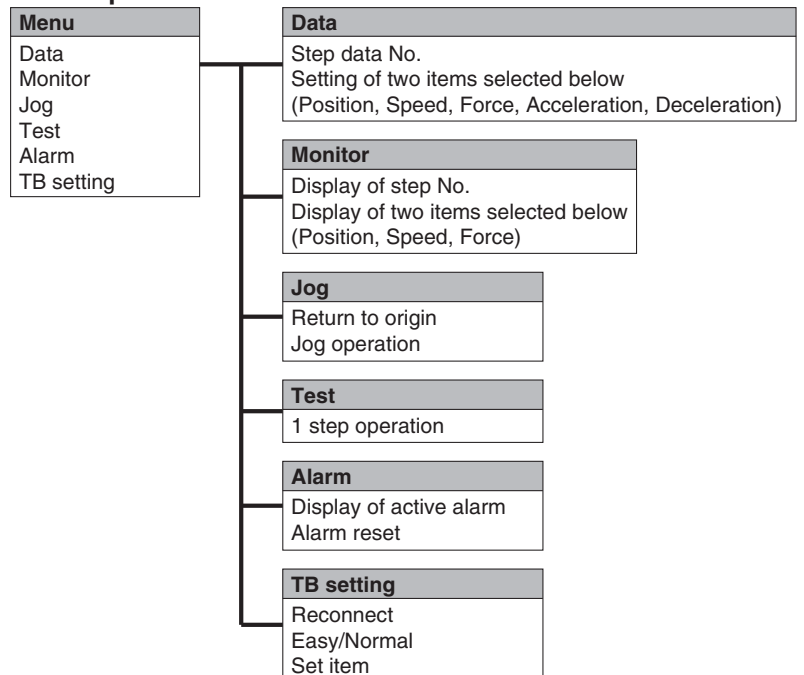 Menu
Data
Monitor
Jog
Test
Alarm
TB setting
Data
Step data No.
Setting of two items selected below
(Position, Speed, Force, Acceleration, Deceleration)
Monitor
Display of step No.
Display of two items selected below
(Position, Speed, Force)
Jog
Return to origin
Jog operation
Test
1 step operation
Alarm
Display of active alarm
Alarm reset
TB setting
Reconnect
Easy/Normal
Set item